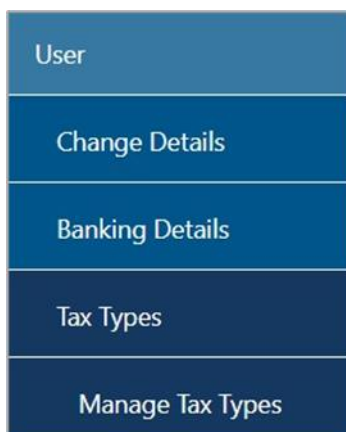 User
Change Details
Banking Details
Tax Types
Manage Tax Types